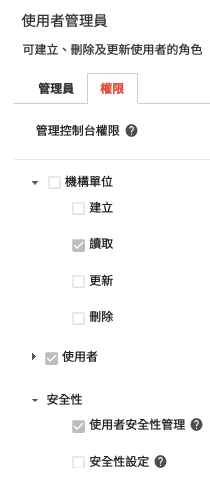 使用者管理員
可建立、刪除及更新使用者的角色
管理員 權限
管理控制台權限
機構單位
建立
讀取
更新
刪除
使用者
安全性
使用者安全性管理
安全性設定